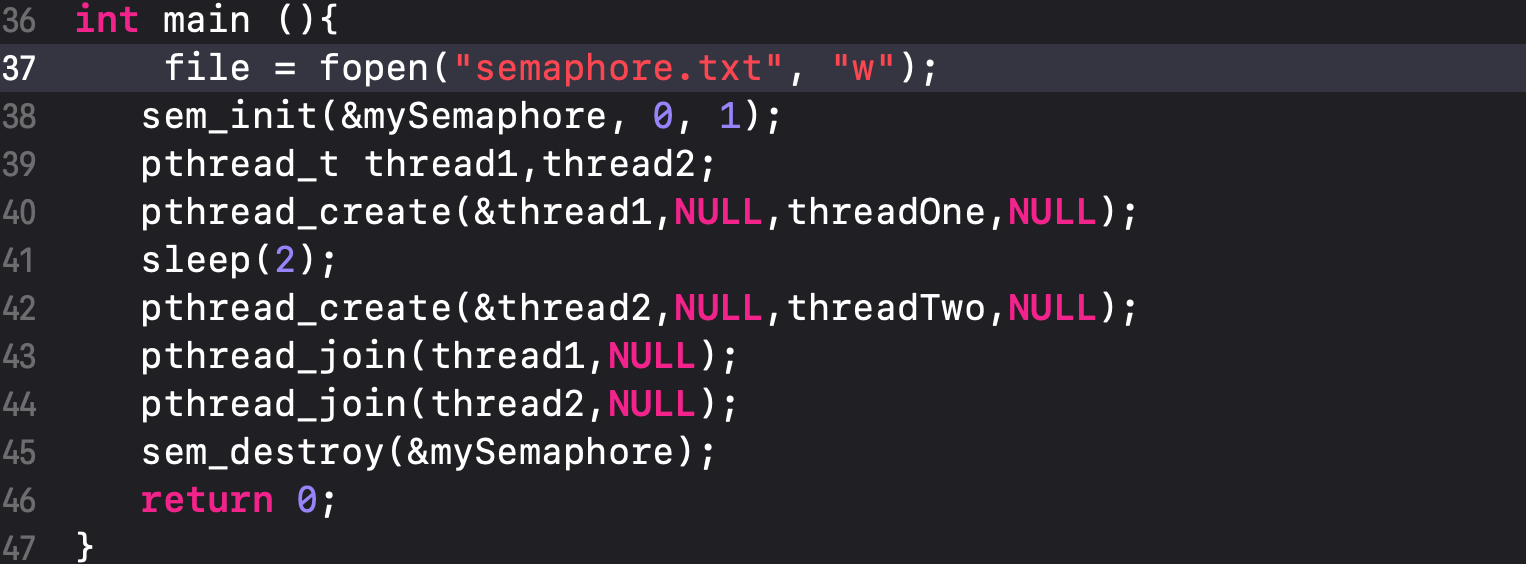 36 int main (){
37 file = fopen("semaphore.txt", "w");
38 sem_init(&mySemaphore, 0, 1);
39 pthread_t thread1,thread2;
40 pthread_create(&thread1,NULL,threadOne,NULL);
41 sleep(2);
42 pthread_create(&thread2,NULL,threadTwo,NULL);
43 pthread_join(thread1,NULL);
44 pthread_join(thread2,NULL);
45 sem_destroy(&mySemaphore);
46 return 0;
47 }